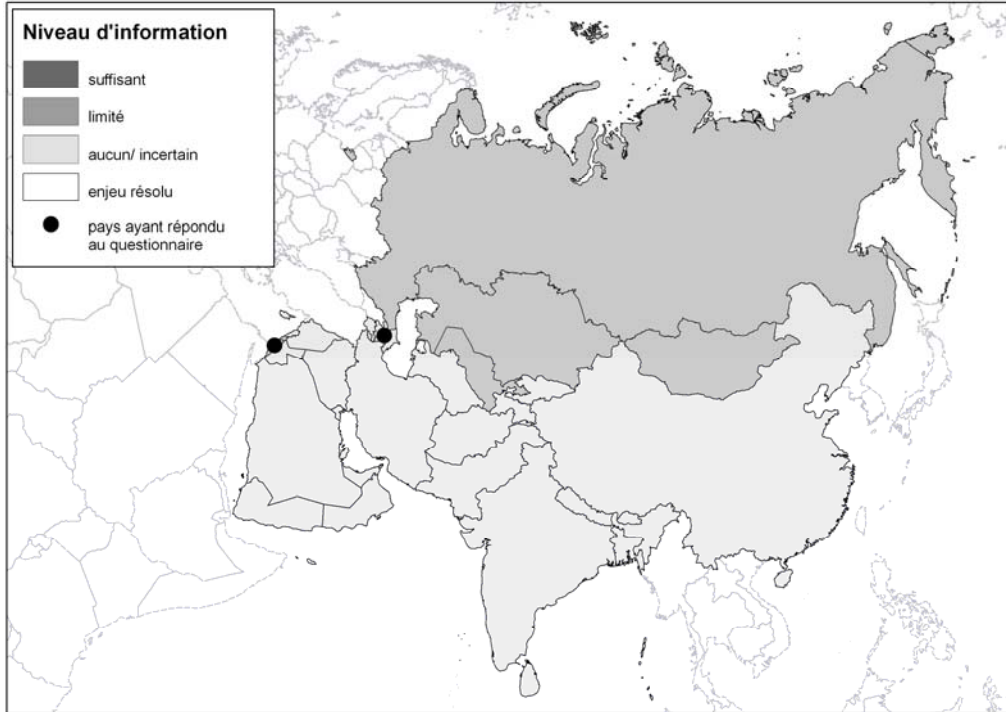 Niveau d'information
suffisant
limité
aucun/ incertain
enjeu résolu
pays ayant répondu
au questionnaire